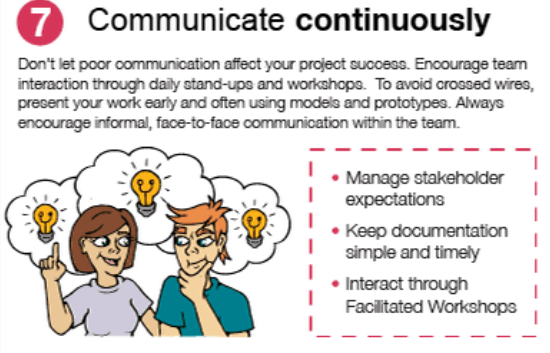 7 Communicate continuously
Don't let poor communication affect your project success. Encourage team
interaction through daily stand-ups and workshops. To avoid crossed wires,
present your work early and often using models and prototypes. Always
encourage informal, face-to-face communication within the team.
• Manage stakeholder
expectations
• Keep documentation
simple and timely
• Interact through
Facilitated Workshops